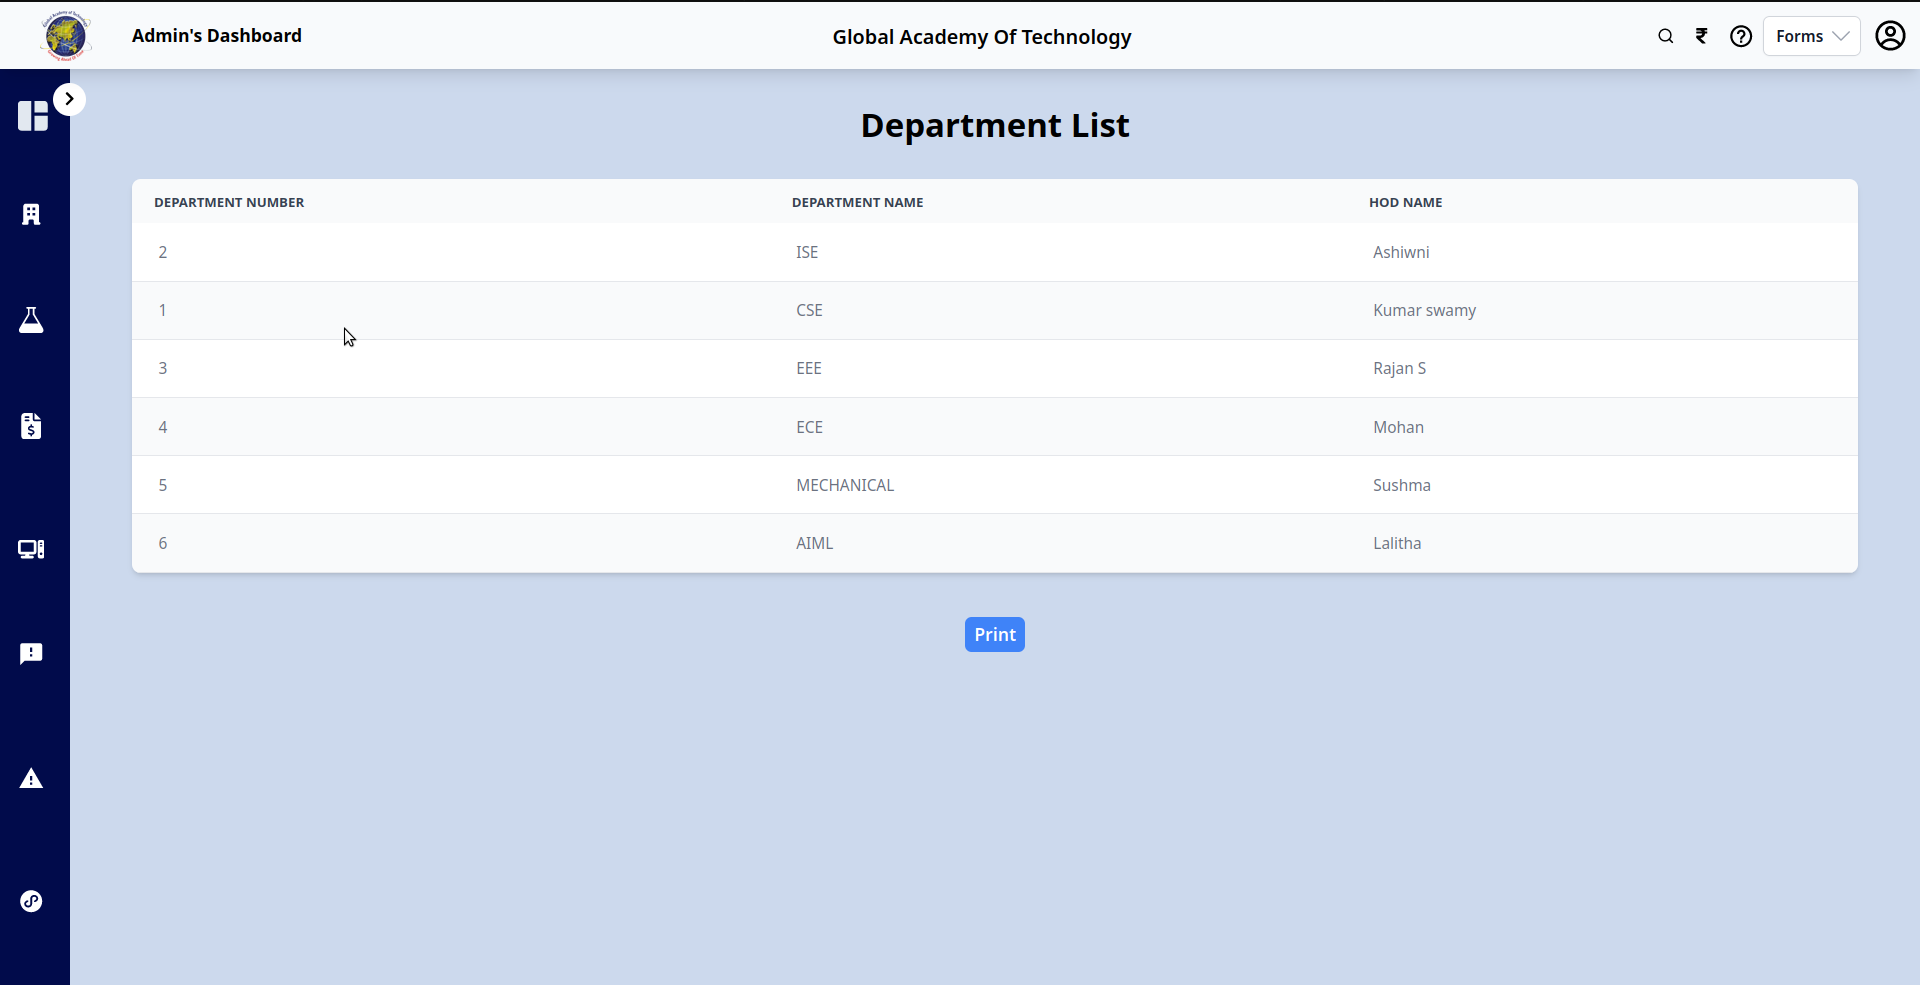 Admin's Dashboard
Global Academy Of Technology
₹
Forms
Department List
DEPARTMENT NUMBER DEPARTMENT NAME HOD NAME
2 ISE Ashiwni
1 CSE Kumar swamy
3 EEE Rajan S
4 ECE Mohan
5 MECHANICAL Sushma
6 AIML Lalitha
Print